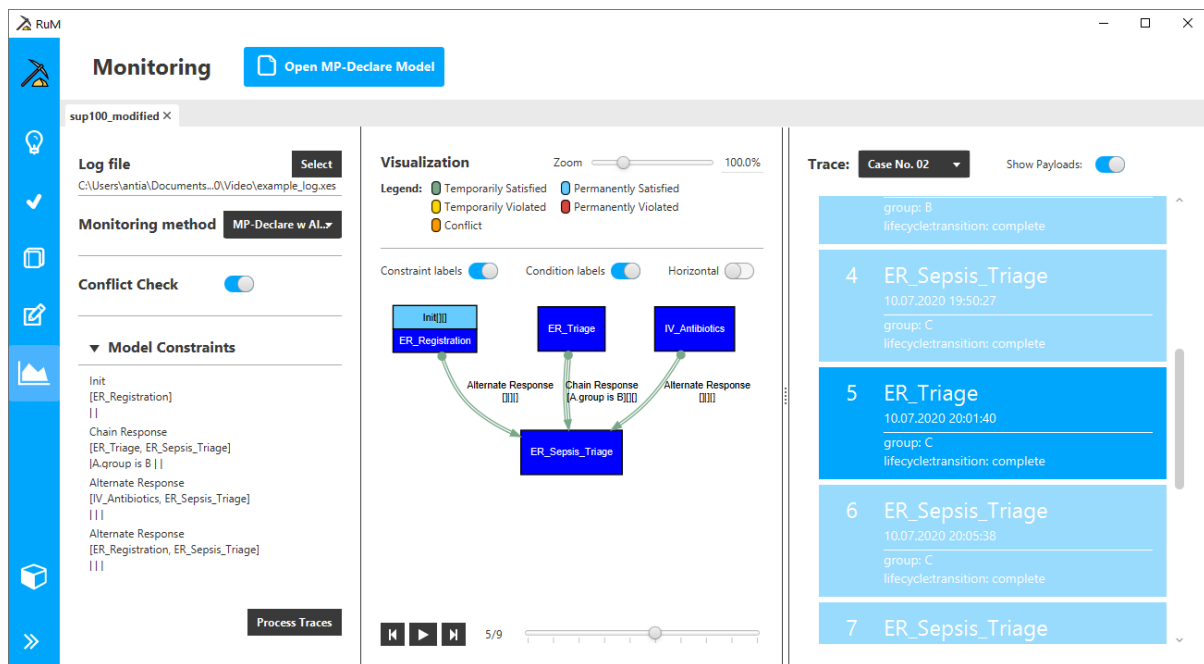 RuM
Monitoring
Open MP-Declare Model
sup100_modified
Log file
Select
C:\Users\antia\Documents...0\Video\example_log.xes
Monitoring method
MP-Declare w Al..
Conflict Check
Model Constraints
Init
[ER_Registration]
| |
Chain Response
[ER_Triage, ER_Sepsis_Triage]
|A.group is B | |
Alternate Response
[IV_Antibiotics, ER_Sepsis_Triage]
| | |
Alternate Response
[ER_Registration, ER_Sepsis_Triage]
| | |
Process Traces
Visualization
Zoom
100.0%
Legend:
Temporarily Satisfied
Permanently Satisfied
Temporarily Violated
Permanently Violated
Conflict
Constraint labels
Condition labels
Horizontal
Init[][]
ER_Registration
ER_Triage
IV_Antibiotics
Alternate Response
[][][]
Chain Response
[A.group is B][][]
Alternate Response
[][][]
ER_Sepsis_Triage
5/9
Trace:
Case No. 02
Show Payloads:
group: B
lifecycle:transition: complete
4 ER_Sepsis_Triage
10.07.2020 19:50:27
group: C
lifecycle:transition: complete
5 ER_Triage
10.07.2020 20:01:40
group: C
lifecycle:transition: complete
6 ER_Sepsis_Triage
10.07.2020 20:05:38
group: C
lifecycle:transition: complete
7 ER_Sepsis_Triage